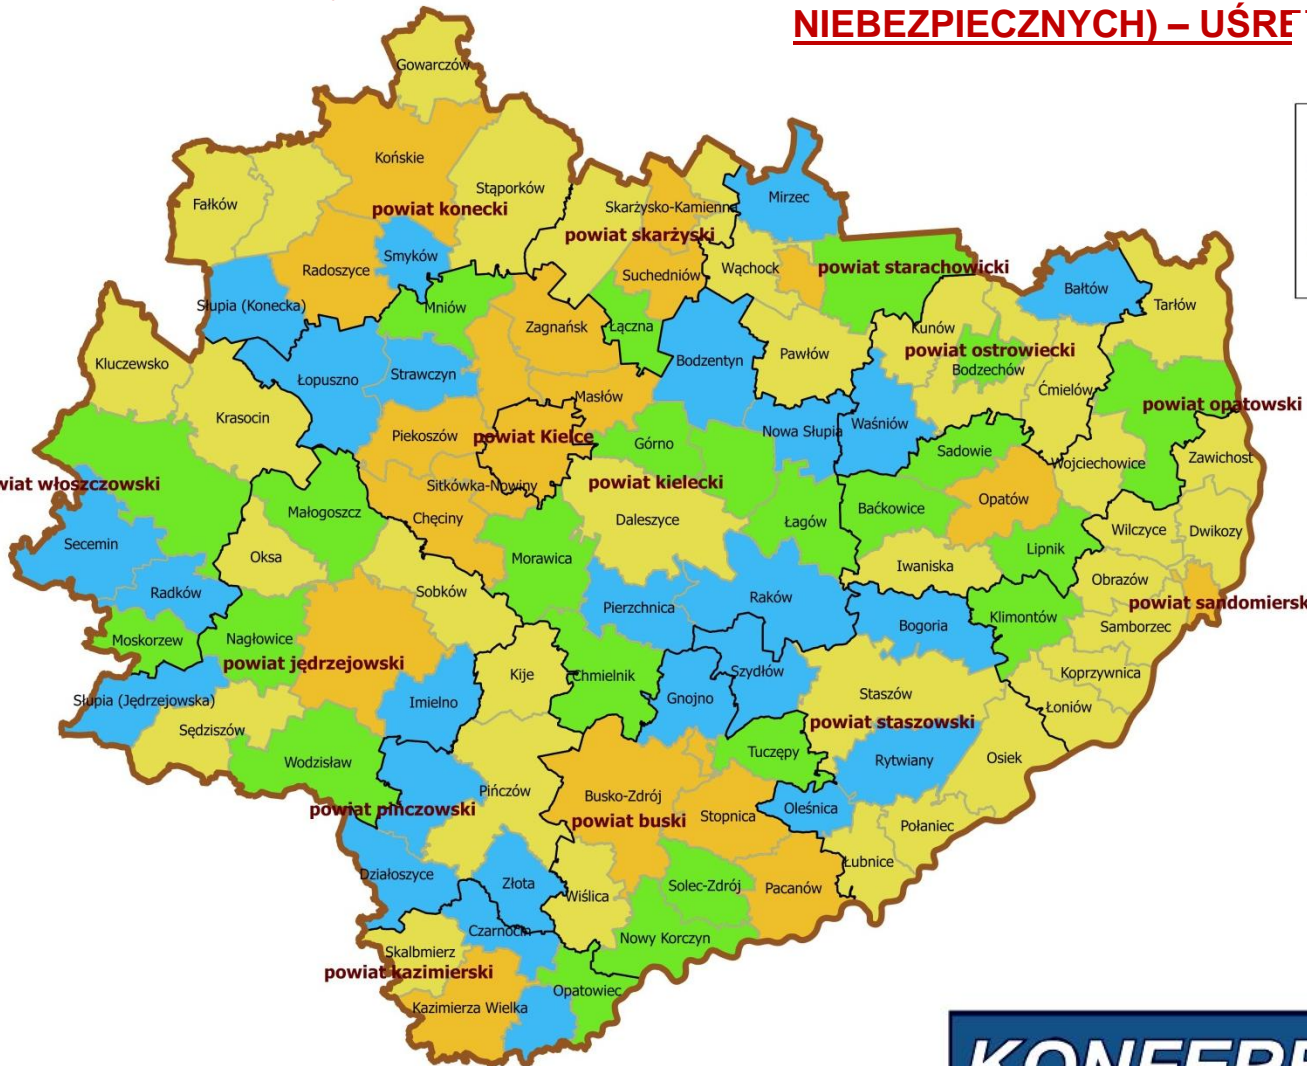 NIEBEZPIECZNYCH) – UŚRE
Gowarczów
Końskie
Stąporków
Fałków
powiat konecki
Skarżysko-Kamienna
Mirzec
powiat skarżyski
Smyków
Radoszyce
Suchedniów
Wąchock
powiat starachowicki
Słupia (Konecka)
Mniów
Zagnańsk
Łączna
Bałtów
Tarłów
Kunów
Kluczewsko
Łopuszno
Strawczyn
Bodzentyn
Pawłów
powiat ostrowiecki
Bodzechów
Ćmielów
Masłów
powiat opatowski
Krasocin
Piekoszów
powiat Kielce
Górno
Nowa Słupia
Waśniów
Sadowie
Wojciechowice
Zawichost
wiat włoszczowski
Sitkówka-Nowiny
powiat kielecki
Małogoszcz
Chęciny
Daleszyce
Łagów
Baćkowice
Opatów
Wilczyce
Dwikozy
Secemin
Oksa
Morawica
Lipnik
Iwaniska
Obrazów
Radków
Sobków
Pierzchnica
Raków
powiat sandomiersk
Moskorzew
Nagłowice
Bogoria
Klimontów
Samborzec
powiat jędrzejowski
Kije
Chmielnik
Szydłów
Koprzywnica
Słupia (Jędrzejowska)
Imielno
Gnojno
Staszów
Łoniów
Sędziszów
powiat staszowski
Wodzisław
Tuczępy
Rytwiany
Osiek
Pińczów
Busko-Zdrój
powiat pińczowski
powiat buski
Stopnica
Oleśnica
Połaniec
Łubnice
Działoszyce
Złota
Wiślica
Solec-Zdrój
Pacanów
Czarnocin
Nowy Korczyn
Skalbmierz
powiat kazimierski
Opatowiec
Kazimierza Wielka